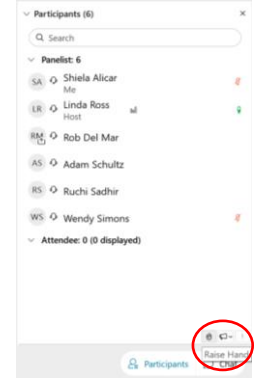 Participants (6)
Search
Panelist: 6
SA Shiela Alicar
Me
LR Linda Ross
Host
RM Rob Del Mar
AS Adam Schultz
RS Ruchi Sadhir
WS Wendy Simons
Attendee: 0 (0 displayed)
Raise Hand
Participants Chat